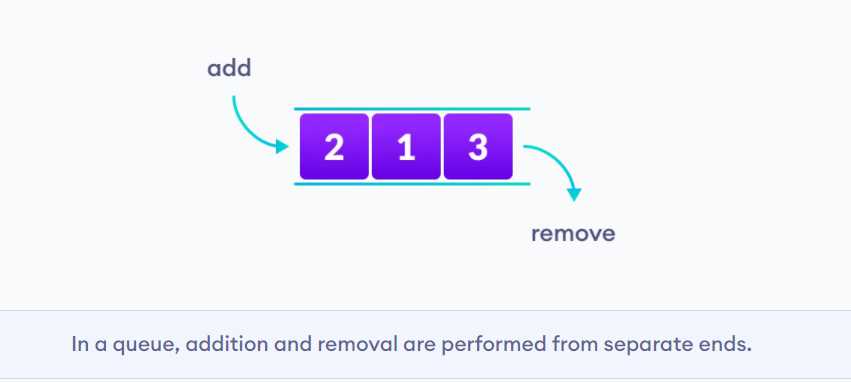 add
2 1 3
remove
In a queue, addition and removal are performed from separate ends.